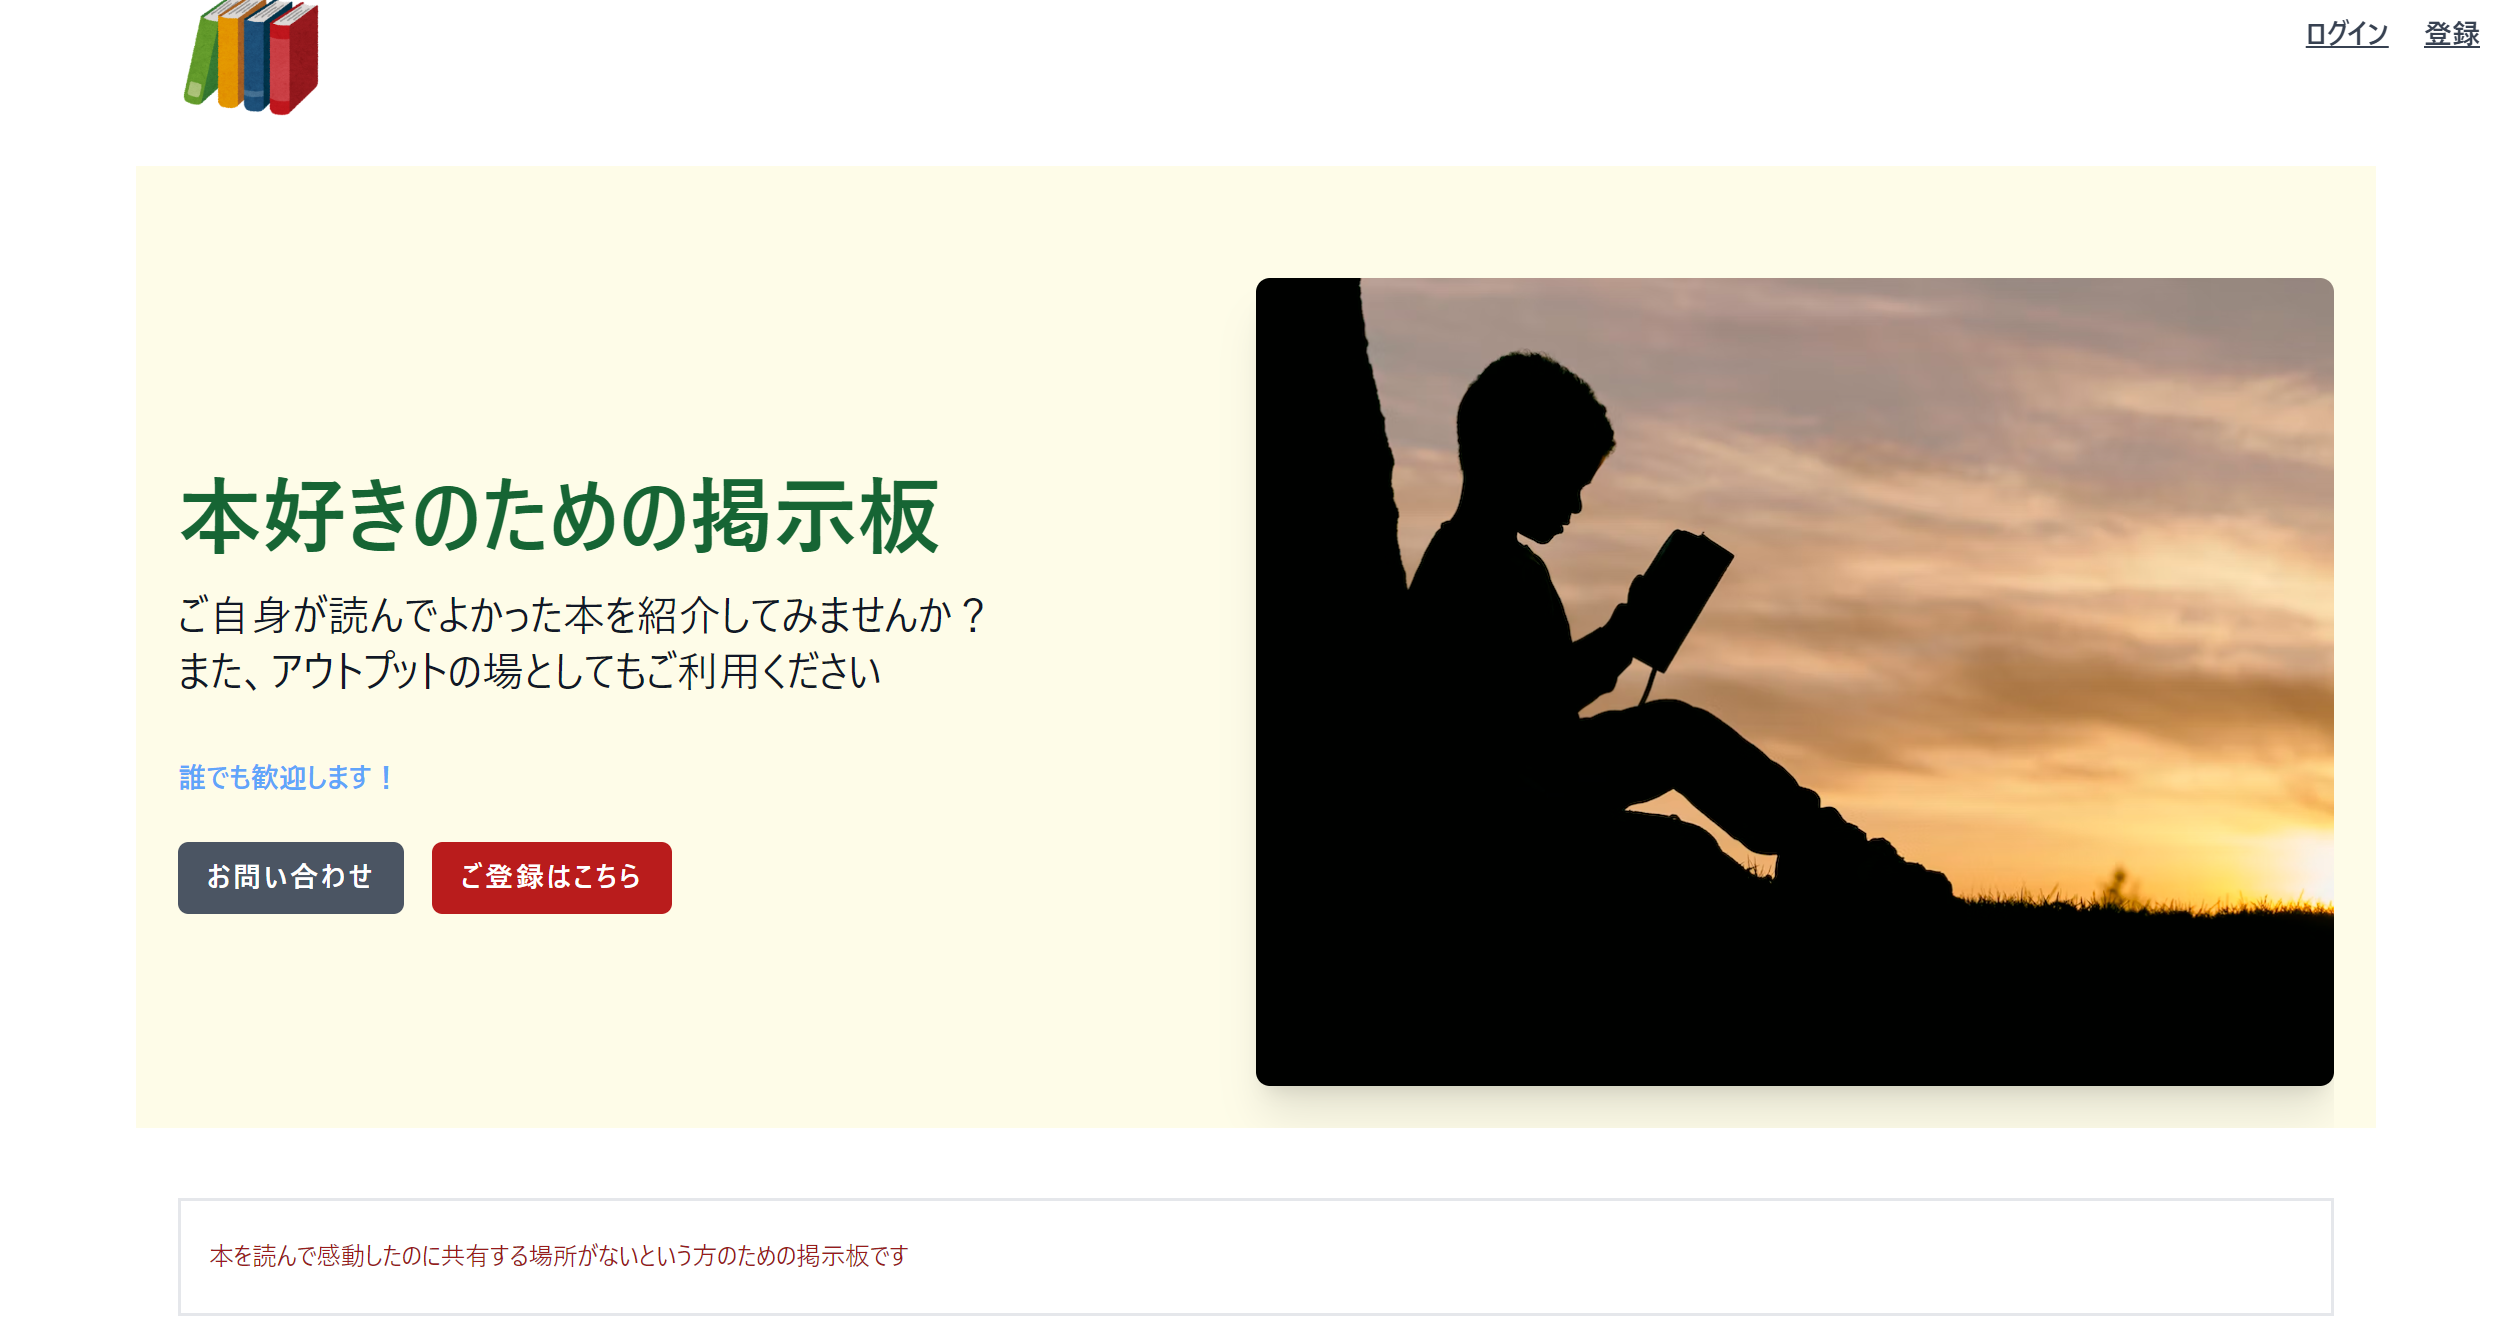 ログイン 登録
本好きのための掲示板
ご自身が読んでよかった本を紹介してみませんか？
また、アウトプットの場としてもご利用ください
誰でも歓迎します！
お問い合わせ ご登録はこちら
本を読んで感動したのに共有する場所がないという方のための掲示板です